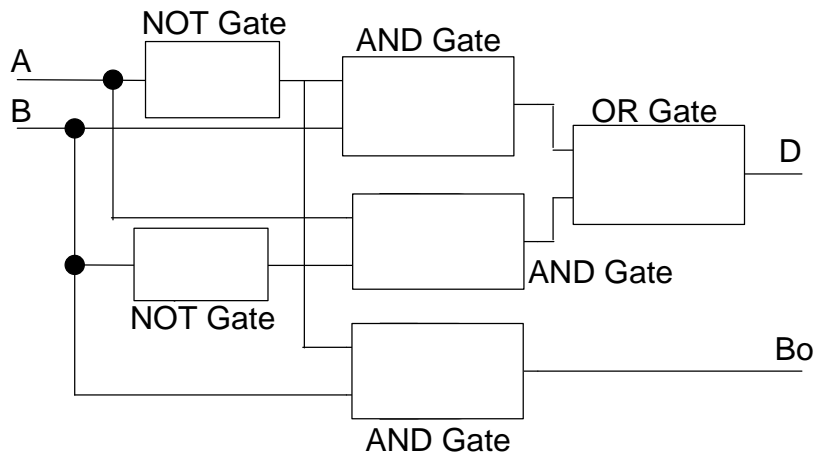 NOT Gate
AND Gate
A
B
OR Gate
D
AND Gate
NOT Gate
Bo
AND Gate